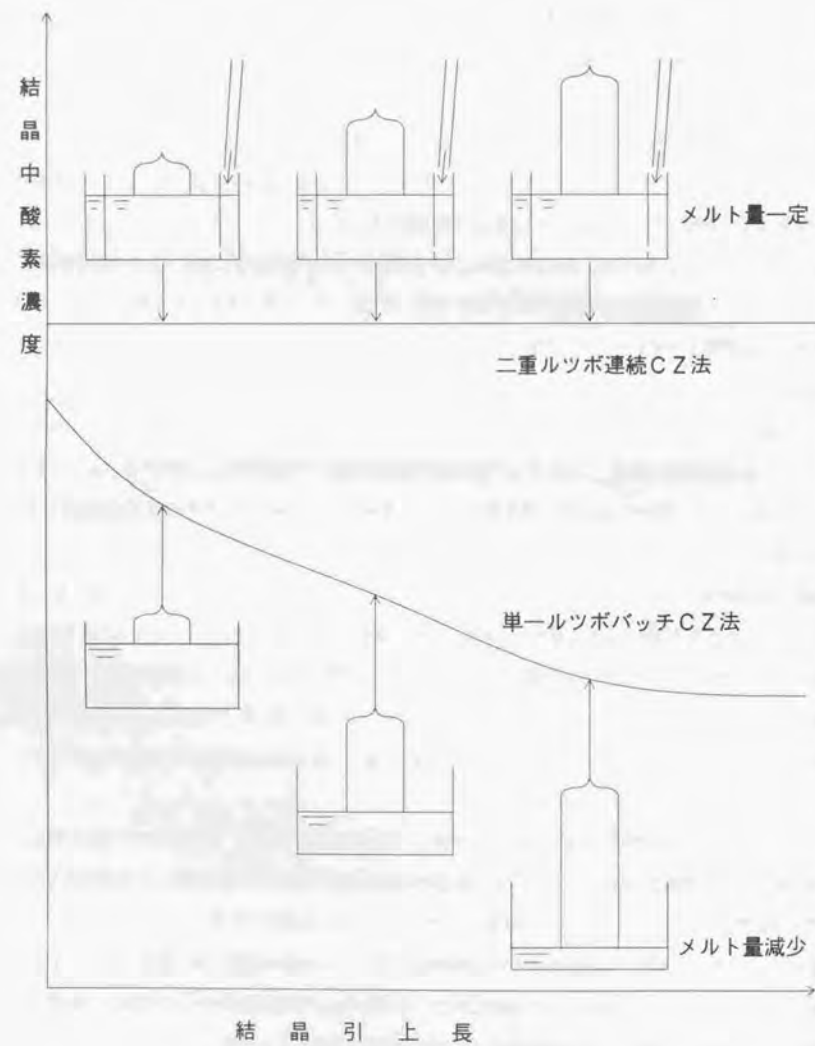 結晶中酸素濃度
メルト量一定
二重ルツボ連続CZ法
単一ルツボバッチCZ法
メルト量減少
結晶引上長